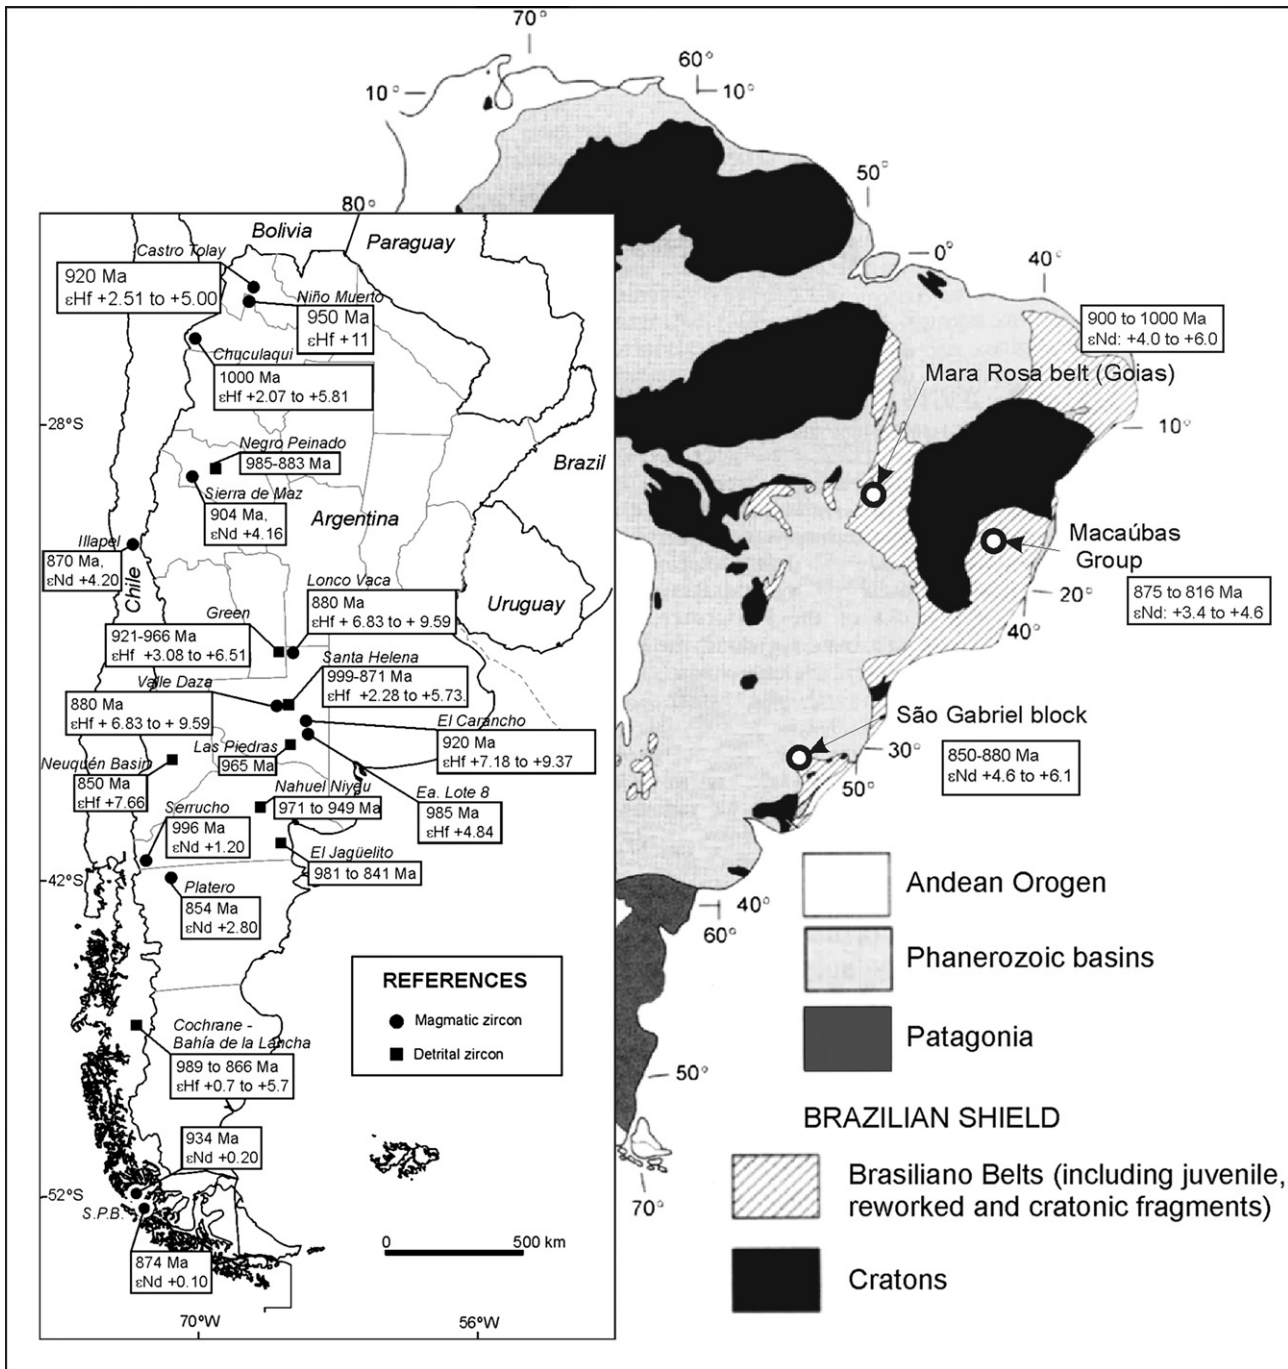 70°
60°
10°
10°
50°
80°
0°
40°
Bolivia
Paraguay
Castro Tolay
920 Ma
εHf +2.51 to +5.00
Niño Muerto
950 Ma
εHf +11
Chuculaqui
1000 Ma
εHf +2.07 to +5.81
28°S
Negro Peinado
985-883 Ma
Brazil
Sierra de Maz
904 Ma,
εNd +4.16
Argentina
Illapel
870 Ma,
εNd +4.20
Chile
Lonco Vaca
880 Ma
εHf + 6.83 to + 9.59
Uruguay
Green
921-966 Ma
εHf +3.08 to +6.51
Santa Helena
999-871 Ma
εHf +2.28 to +5.73.
Valle Daza
880 Ma
εHf + 6.83 to + 9.59
El Carancho
920 Ma
εHf +7.18 to +9.37
Las Piedras
965 Ma
Neuquén Basin
850 Ma
εHf +7.66
Nahuel Niyeu
971 to 949 Ma
Ea. Lote 8
985 Ma
εHf +4.84
Serrucho
996 Ma
εNd +1.20
El Jagüelito
981 to 841 Ma
42°S
Platero
854 Ma
εNd +2.80
REFERENCES
Magmatic zircon
Detrital zircon
Cochrane -
Bahía de la Lancha
989 to 866 Ma
εHf +0.7 to +5.7
934 Ma
εNd +0.20
52°S
S.P.B.
874 Ma
εNd +0.10
0
500 km
70°W
56°W
900 to 1000 Ma
εNd: +4.0 to +6.0
Mara Rosa belt (Goias)
10°
Macaúbas
Group
20°
875 to 816 Ma
εNd: +3.4 to +4.6
40°
São Gabriel block
30°
850-880 Ma
εNd +4.6 to +6.1
50°
40°
60°
50°
70°
Andean Orogen
Phanerozoic basins
Patagonia
BRAZILIAN SHIELD
Brasiliano Belts (including juvenile,
reworked and cratonic fragments)
Cratons